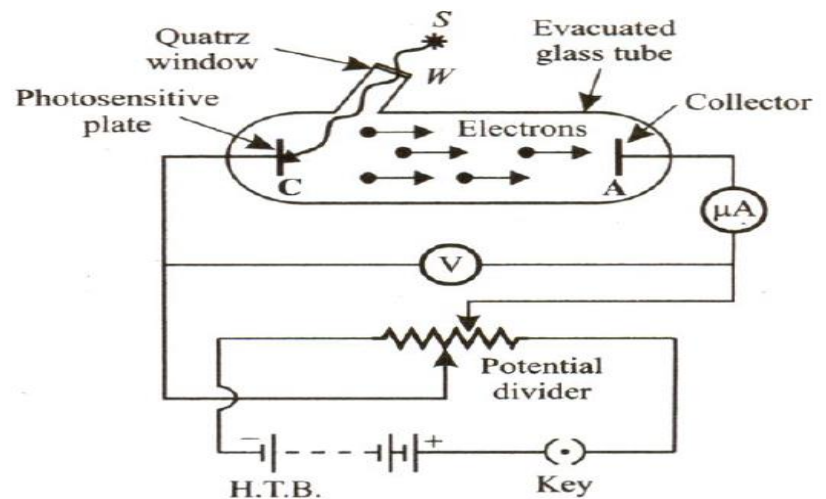 S
Quatrz
window
W
Evacuated
glass tube
Photosensitive
plate
Collector
Electrons
C
A
μA
V
Potential
divider
− +
H.T.B.
Key